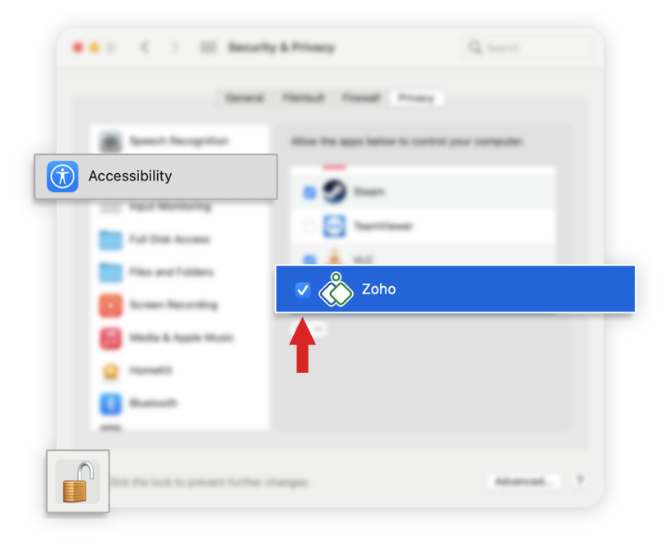 Security & Privacy
Search
General FileVault Firewall Privacy
Speech Recognition
Allow the apps below to control your computer.
Accessibility
Steam
Input Monitoring
TeamViewer
Full Disk Access
VLC
Files and Folders
Zoho
Screen Recording
Media & Apple Music
HomeKit
Bluetooth
Click the lock to prevent further changes.
Advanced...
?